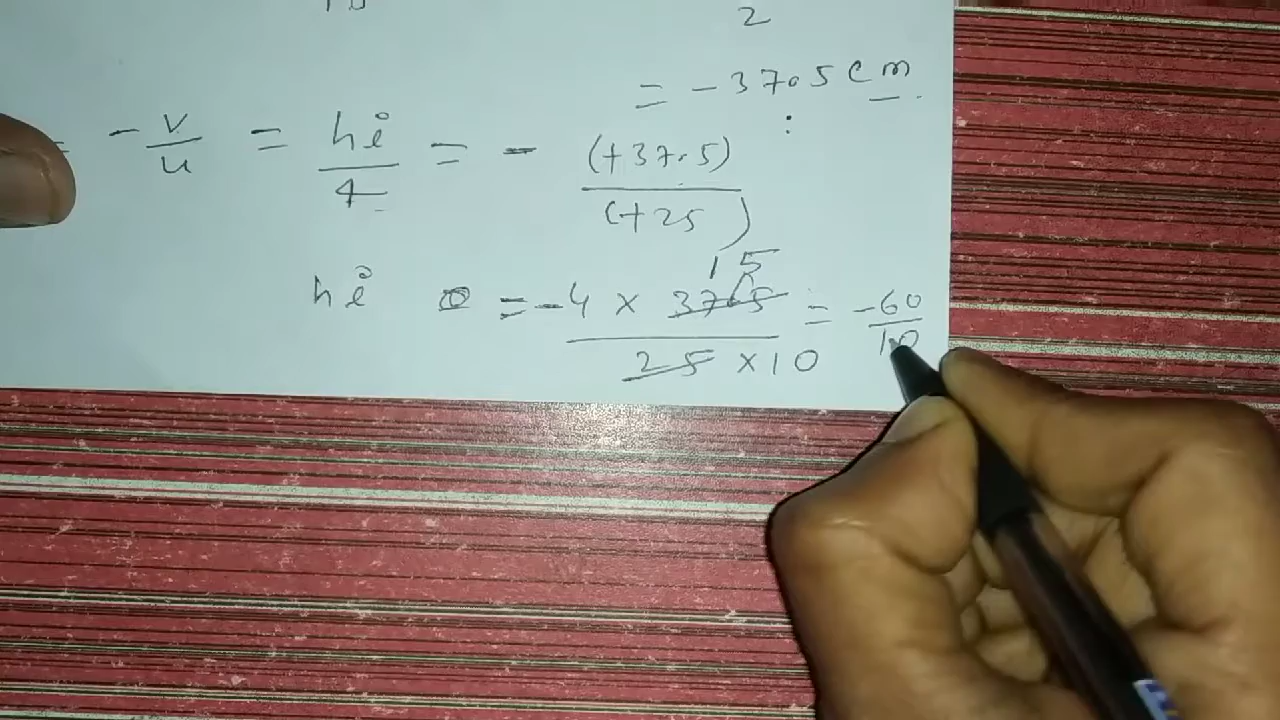 2
= - 37.5 cm.
- v/u = hi/4 = - (+37.5)/(+25)
15
hi = -4 × 37.5/25 × 10 = -60/10